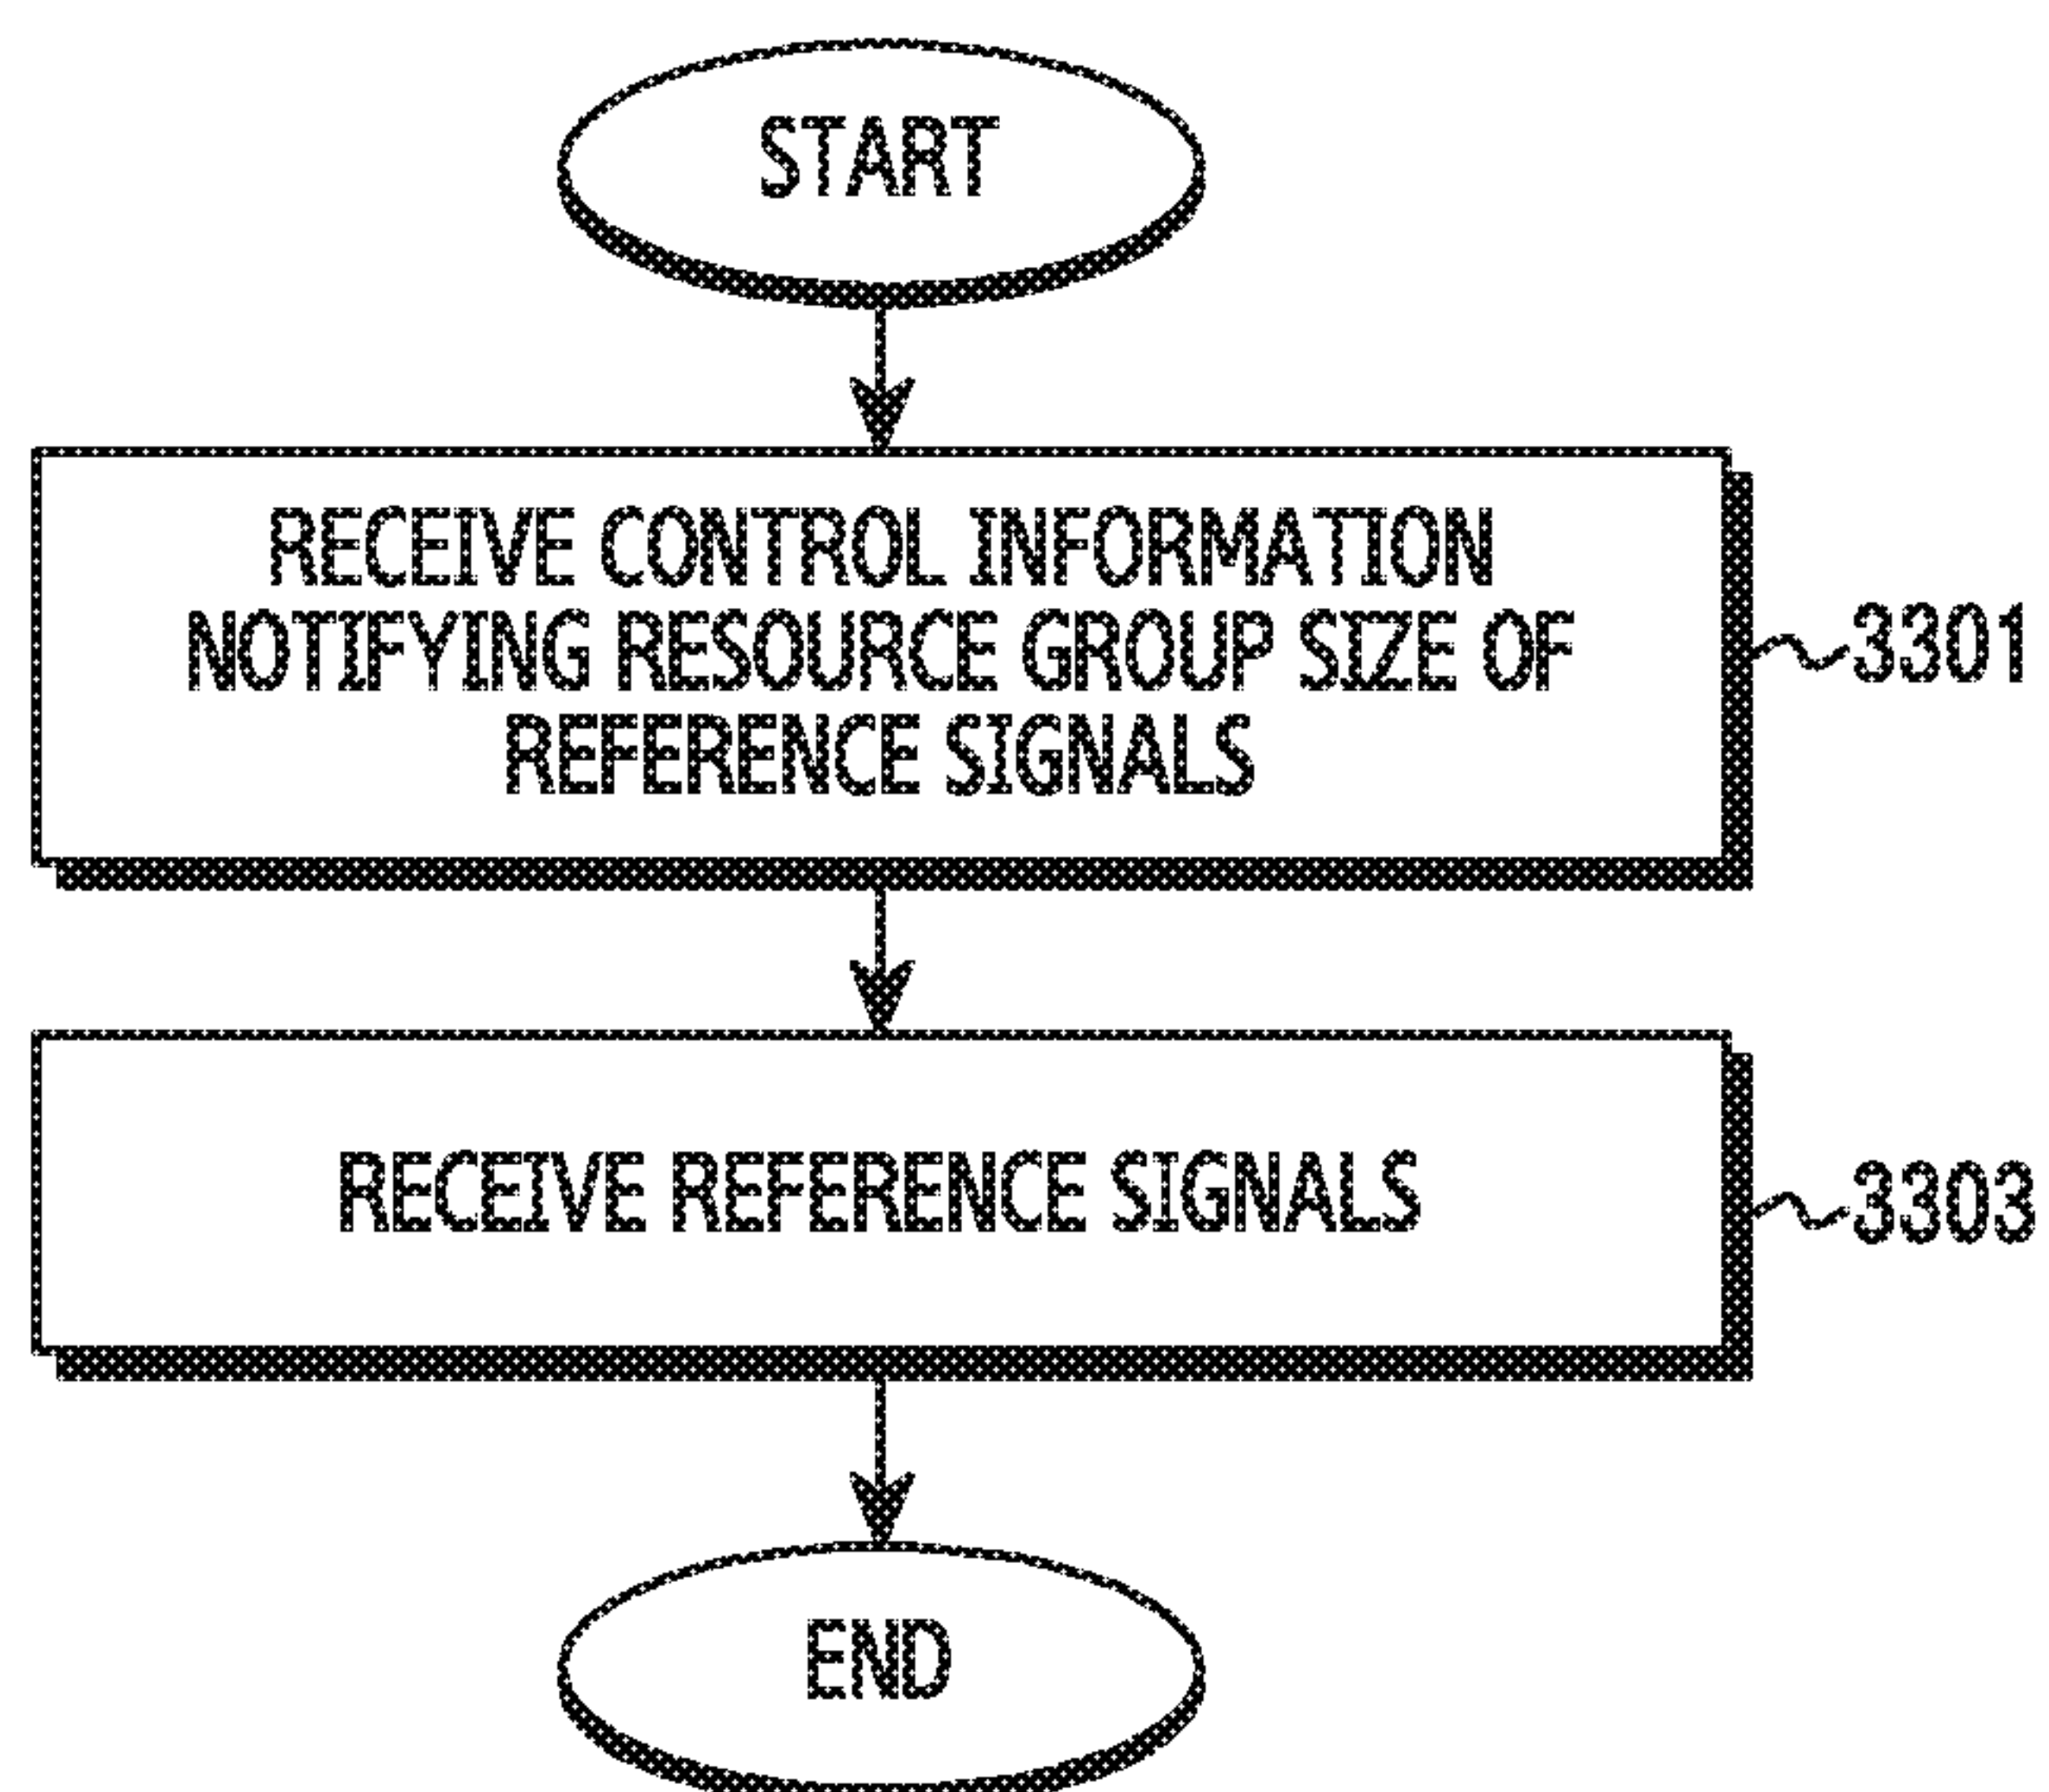 START
RECEIVE CONTROL INFORMATION
NOTIFYING RESOURCE GROUP SIZE OF
REFERENCE SIGNALS
3301
RECEIVE REFERENCE SIGNALS
3303
END